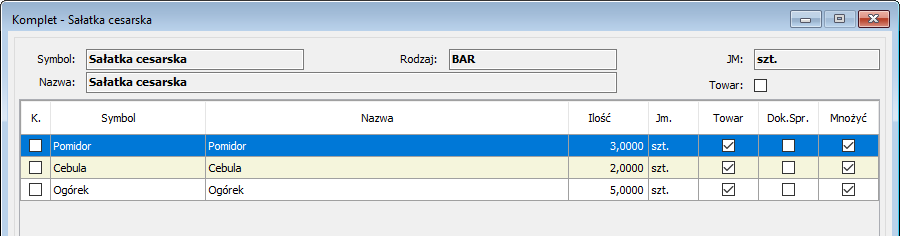 Komplet - Sałatka cesarska
Symbol: Sałatka cesarska Rodzaj: BAR JM: szt.
Nazwa: Sałatka cesarska Towar:
K. Symbol Nazwa Ilość Jm. Towar Dok.Spr. Mnożyć
Pomidor Pomidor 3,0000 szt.
Cebula Cebula 2,0000 szt.
Ogórek Ogórek 5,0000 szt.